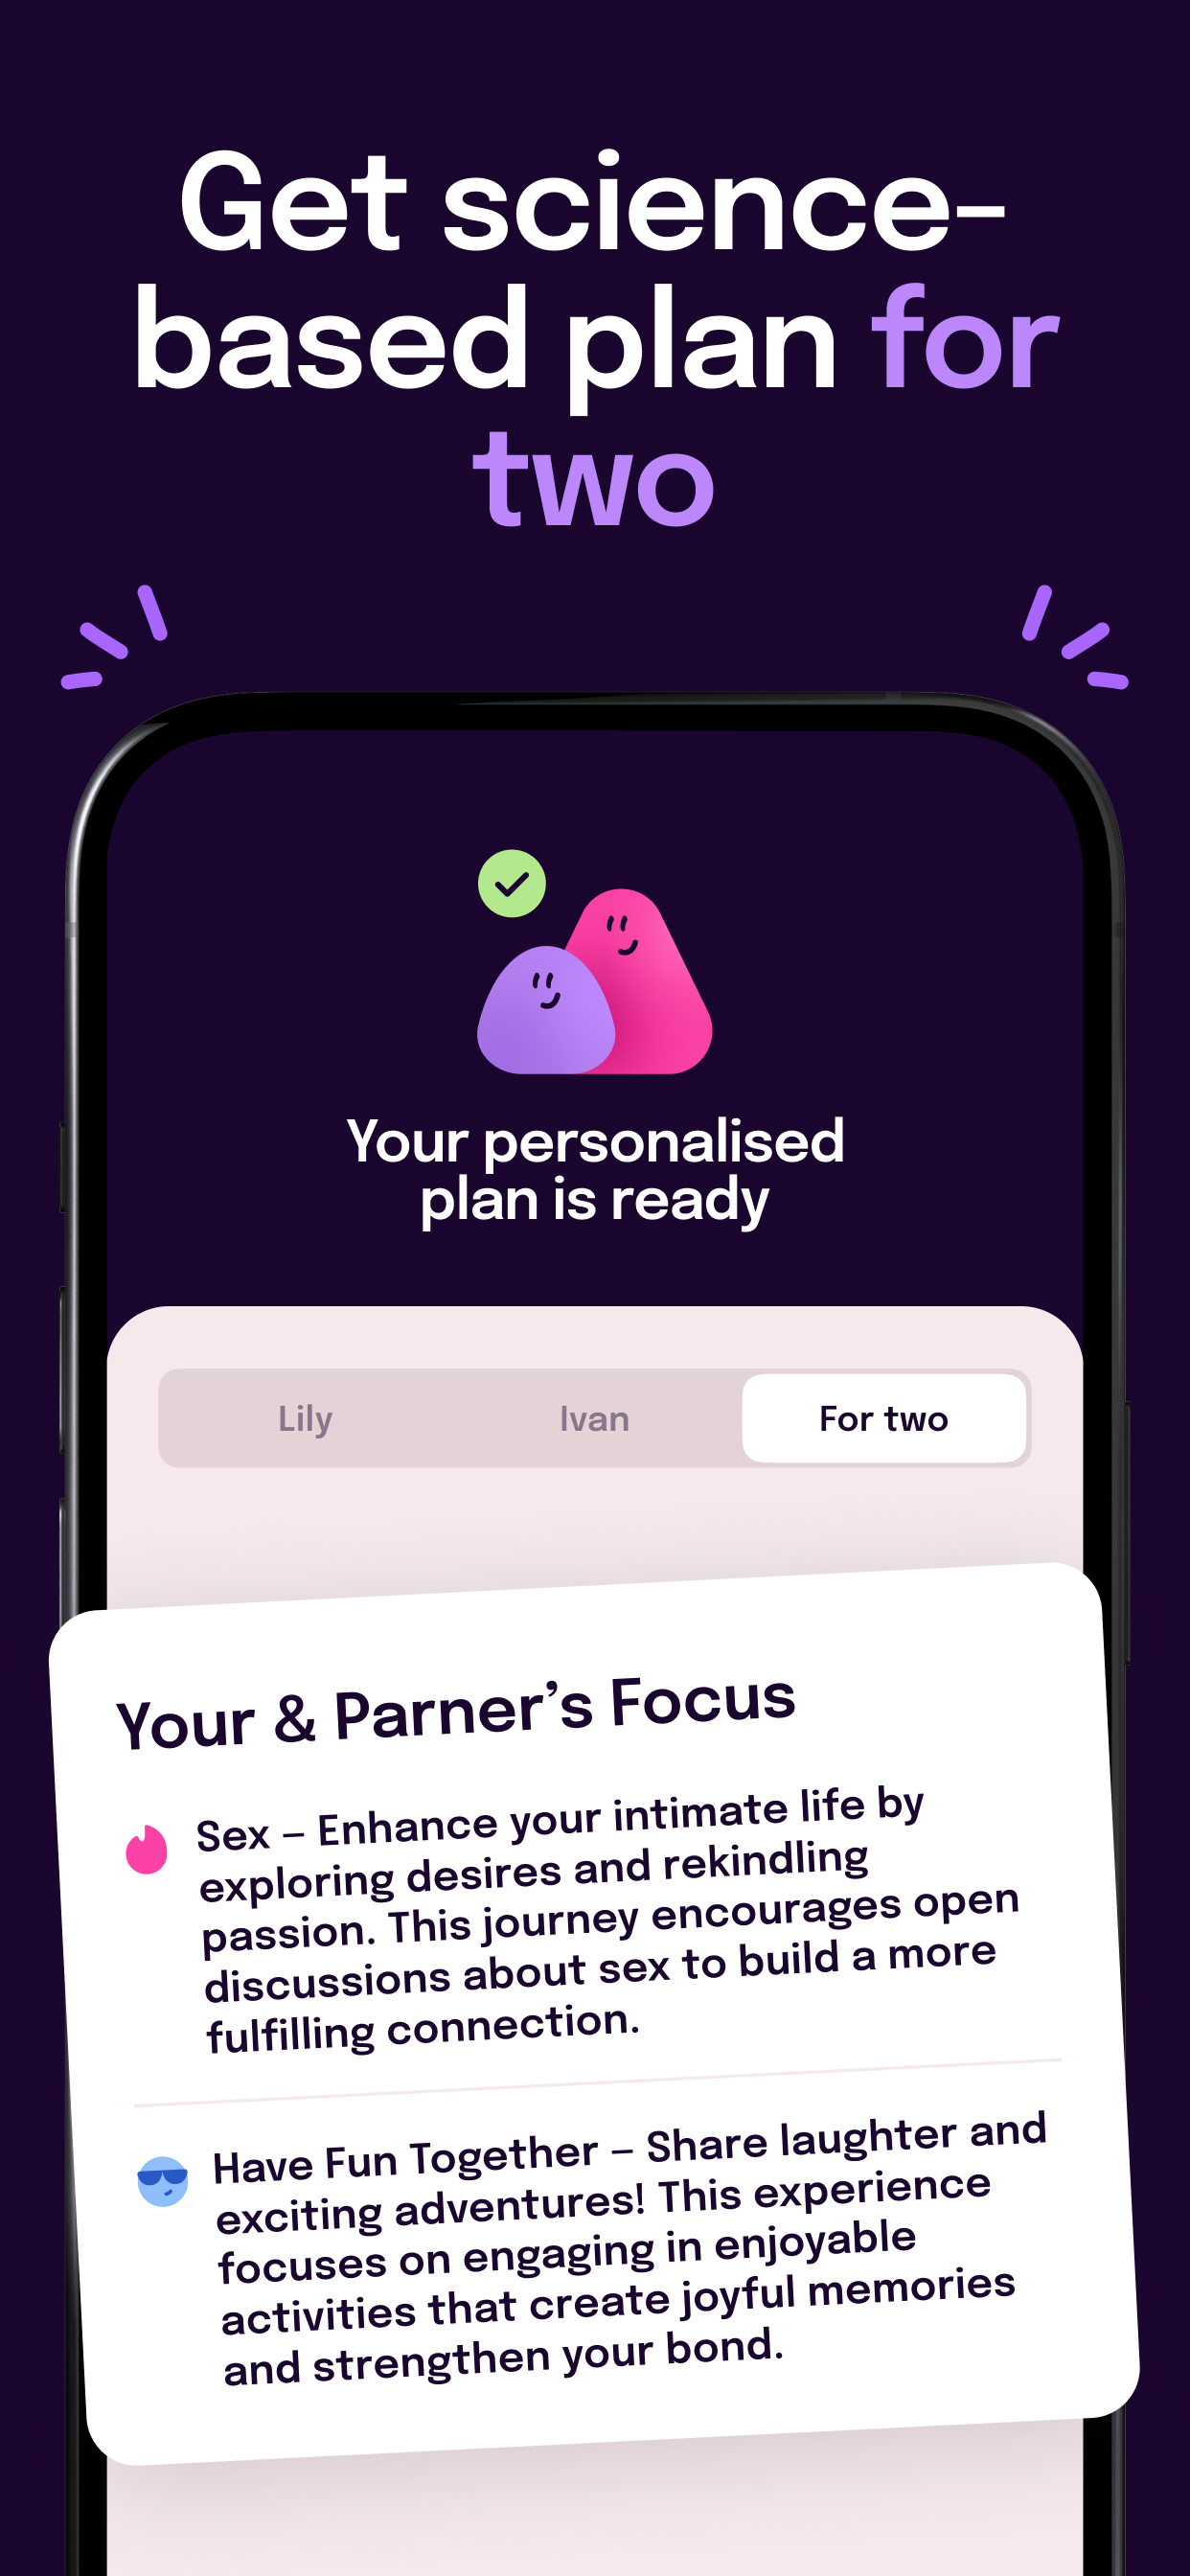 Get science-
based plan for
two
Your personalised
plan is ready
Lily
Ivan
For two
Your & Parner’s Focus
Sex – Enhance your intimate life by
exploring desires and rekindling
passion. This journey encourages open
discussions about sex to build a more
fulfilling connection.
Have Fun Together – Share laughter and
exciting adventures! This experience
focuses on engaging in enjoyable
activities that create joyful memories
and strengthen your bond.